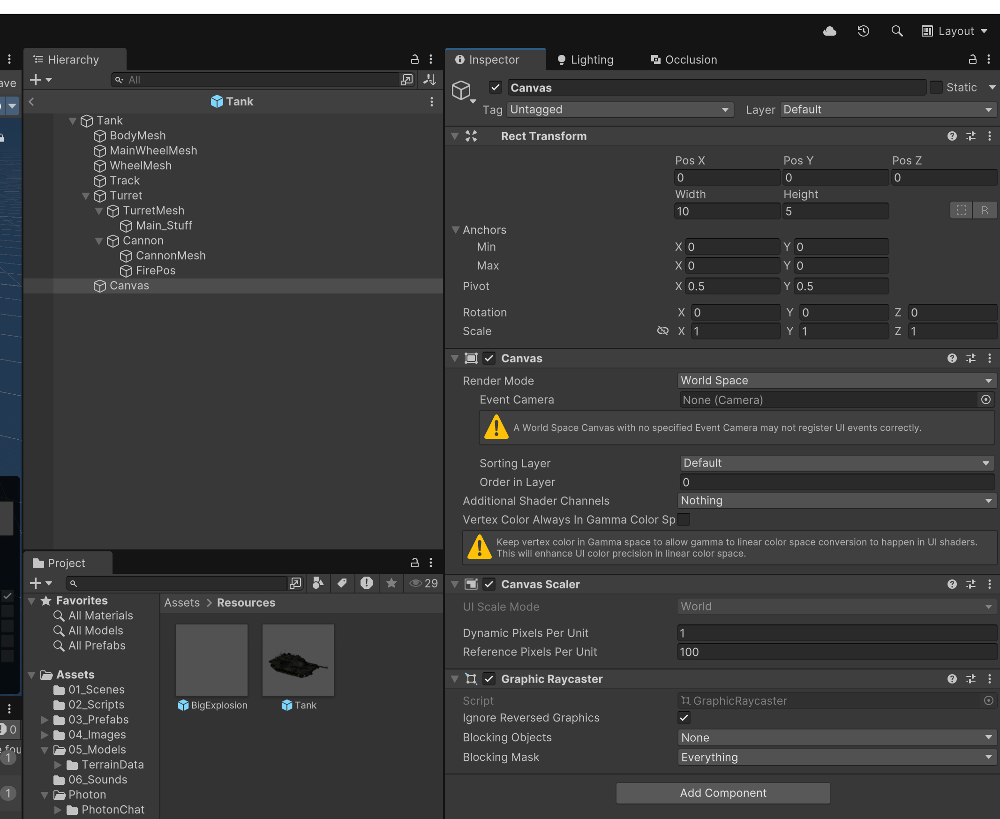 Layout
Hierarchy
Inspector
Lighting
Occlusion
ave
All
Canvas
Static
Tank
Tag
Untagged
Layer
Default
Tank
BodyMesh
MainWheelMesh
WheelMesh
Track
Turret
TurretMesh
Main_Stuff
Cannon
CannonMesh
FirePos
Canvas
Rect Transform
Pos X Pos Y Pos Z
0 0 0
Width Height
10 5
R
Anchors
Min X 0 Y 0
Max X 0 Y 0
Pivot X 0.5 Y 0.5
Rotation X 0 Y 0 Z 0
Scale X 1 Y 1 Z 1
Canvas
Render Mode World Space
Event Camera None (Camera)
A World Space Canvas with no specified Event Camera may not register UI events correctly.
Sorting Layer Default
Order in Layer 0
Additional Shader Channels Nothing
Vertex Color Always In Gamma Color Sp
Keep vertex color in Gamma space to allow gamma to linear color space conversion to happen in UI shaders.
This will enhance UI color precision in linear color space.
Canvas Scaler
UI Scale Mode World
Dynamic Pixels Per Unit 1
Reference Pixels Per Unit 100
Graphic Raycaster
Script GraphicRaycaster
Ignore Reversed Graphics
Blocking Objects None
Blocking Mask Everything
Add Component
Project
29
Favorites
All Materials
All Models
All Prefabs
Assets
01_Scenes
02_Scripts
03_Prefabs
04_Images
05_Models
TerrainData
06_Sounds
Photon
PhotonChat
Assets > Resources
BigExplosion
Tank
0
e fou
1
1